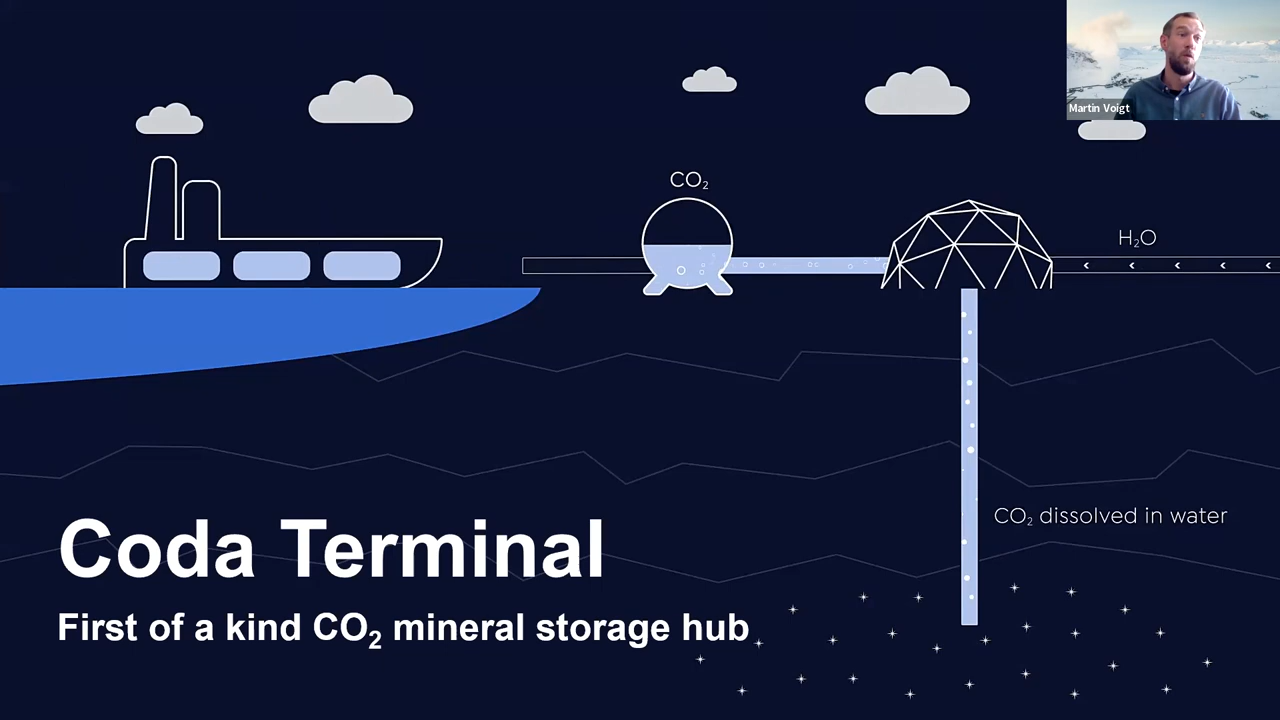 Martin Voigt
CO₂
H₂O
CO₂ dissolved in water
Coda Terminal
First of a kind CO₂ mineral storage hub